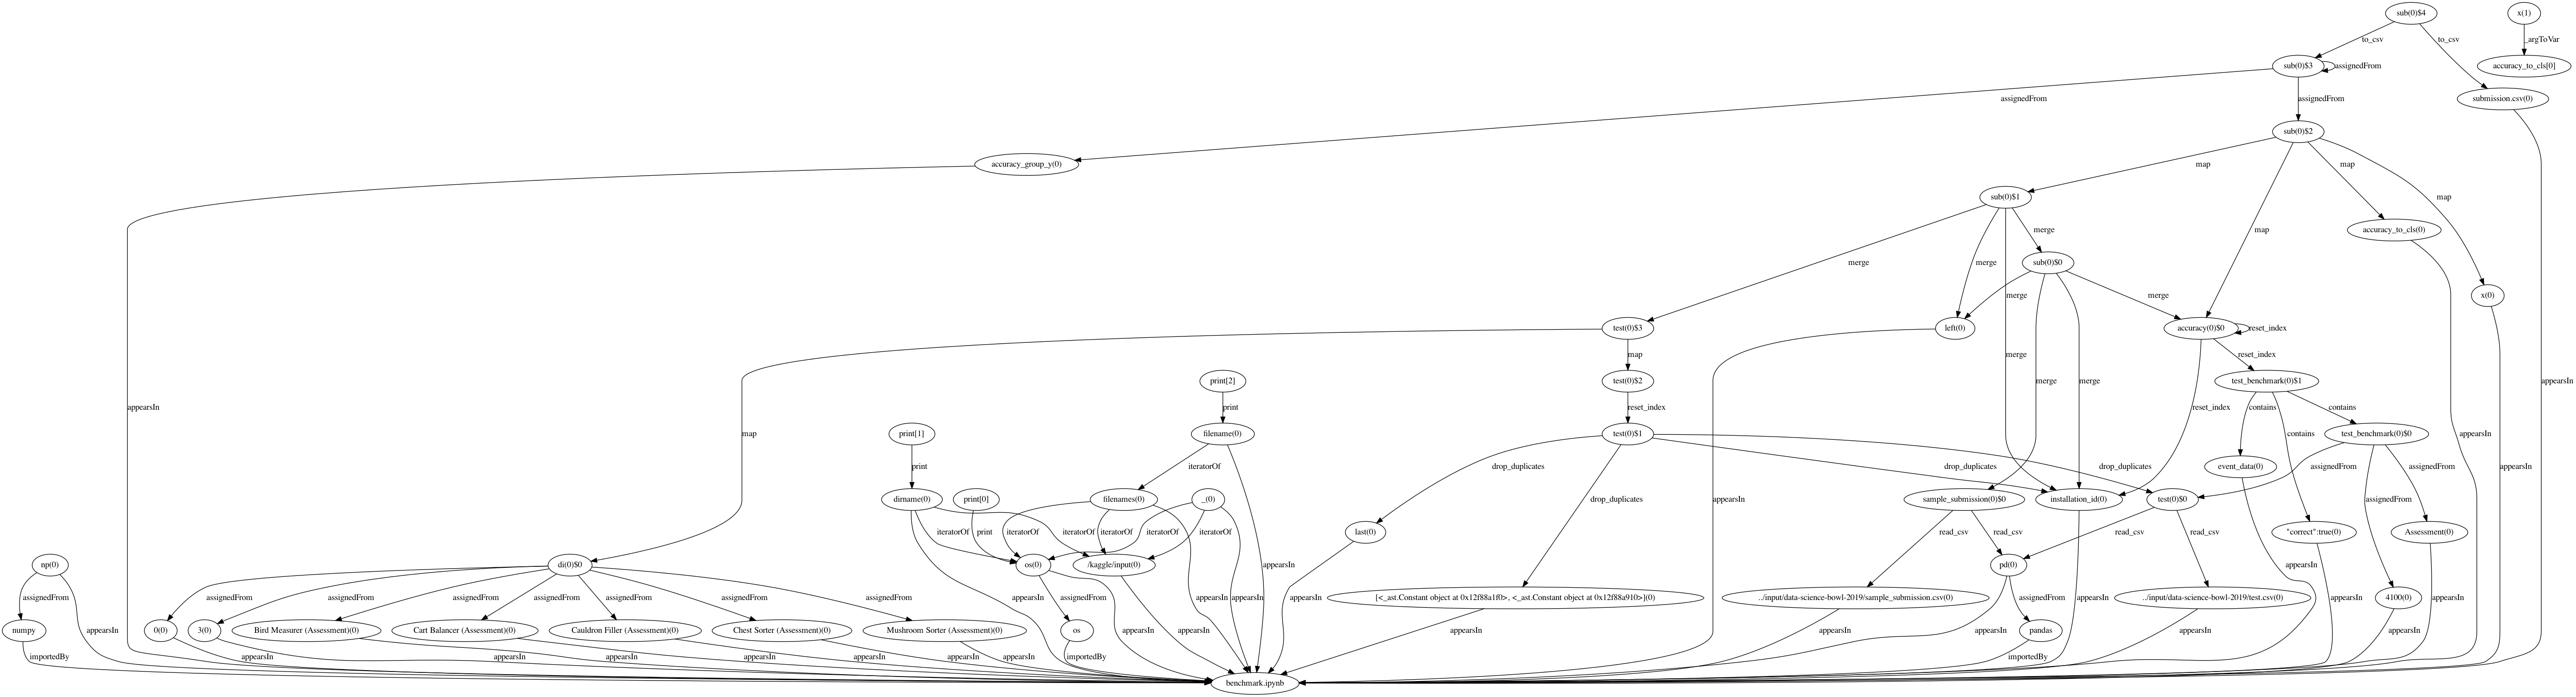 sub(0)$4
x(1)
to_csv
to_csv
_argToVar
sub(0)$3
assignedFrom
accuracy_to_cls[0]
assignedFrom
assignedFrom
submission.csv(0)
sub(0)$2
accuracy_group_y(0)
map
map
map
map
sub(0)$1
accuracy_to_cls(0)
merge
merge
merge
sub(0)$0
merge
merge
x(0)
test(0)$3
left(0)
accuracy(0)$0
reset_index
map
merge
reset_index
print[2]
test(0)$2
merge
merge
test_benchmark(0)$1
appearsIn
print
reset_index
reset_index
contains
contains
appearsIn
map
print[1]
filename(0)
test(0)$1
contains
test_benchmark(0)$0
appearsIn
print
iteratorOf
drop_duplicates
drop_duplicates
drop_duplicates
event_data(0)
assignedFrom
appearsIn
dirname(0)
print[0]
filenames(0)
_(0)
drop_duplicates
appearsIn
sample_submission(0)$0
installation_id(0)
test(0)$0
assignedFrom
iteratorOf
print
iteratorOf
iteratorOf
iteratorOf
iteratorOf
iteratorOf
last(0)
read_csv
read_csv
read_csv
read_csv
"correct":true(0)
Assessment(0)
np(0)
di(0)$0
os(0)
/kaggle/input(0)
appearsIn
pd(0)
appearsIn
assignedFrom
assignedFrom
assignedFrom
assignedFrom
assignedFrom
assignedFrom
assignedFrom
assignedFrom
appearsIn
assignedFrom
appearsIn
appearsIn
appearsIn
[<_ast.Constant object at 0x12f88a1f0>, <_ast.Constant object at 0x12f88a910>](0)
../input/data-science-bowl-2019/sample_submission.csv(0)
assignedFrom
appearsIn
../input/data-science-bowl-2019/test.csv(0)
appearsIn
4100(0)
appearsIn
numpy
appearsIn
0(0)
3(0)
Bird Measurer (Assessment)(0)
Cart Balancer (Assessment)(0)
Cauldron Filler (Assessment)(0)
Chest Sorter (Assessment)(0)
Mushroom Sorter (Assessment)(0)
os
appearsIn
appearsIn
appearsIn
appearsIn
appearsIn
pandas
appearsIn
appearsIn
importedBy
appearsIn
appearsIn
appearsIn
appearsIn
appearsIn
appearsIn
appearsIn
importedBy
importedBy
benchmark.ipynb